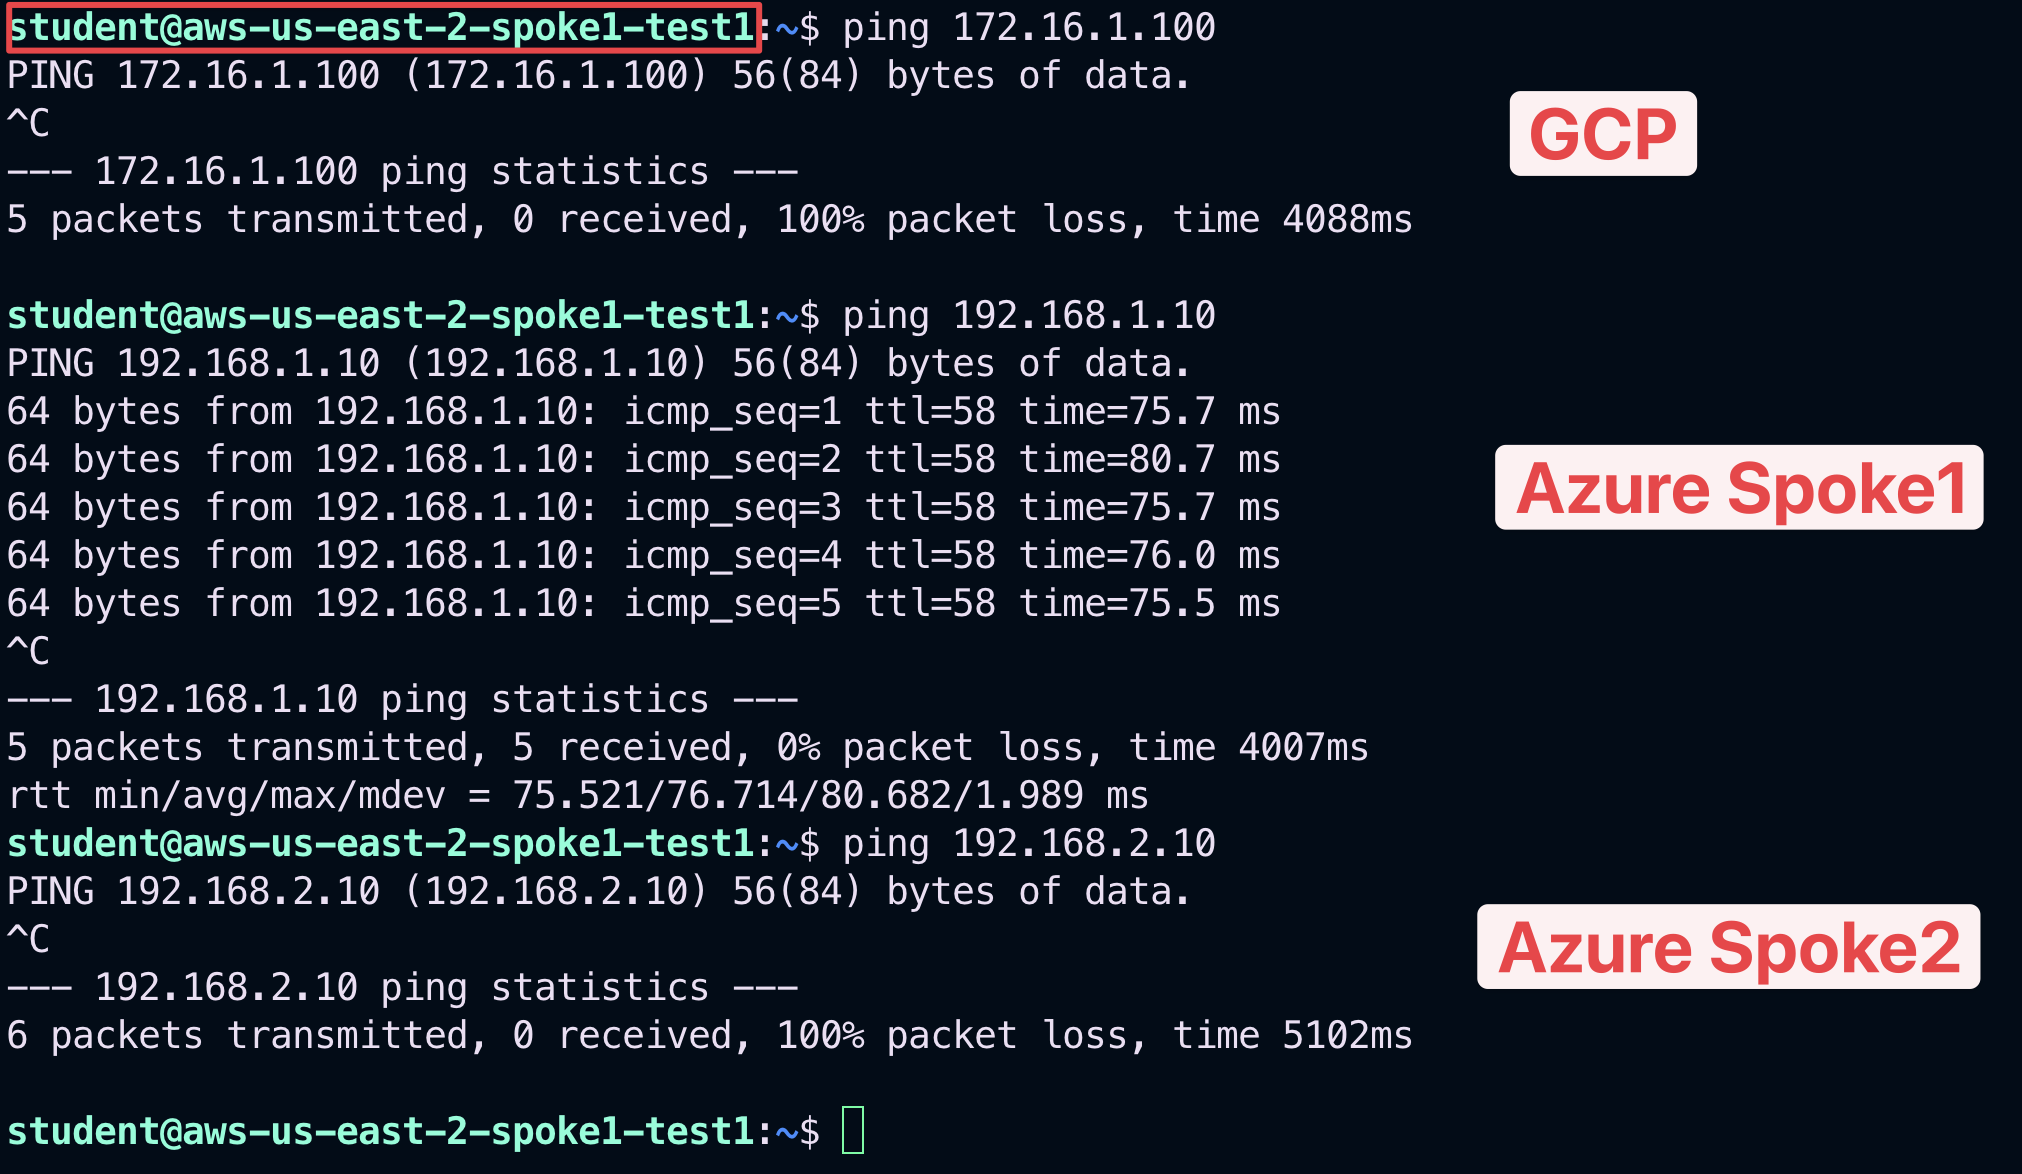 student@aws-us-east-2-spoke1-test1:~$ ping 172.16.1.100
PING 172.16.1.100 (172.16.1.100) 56(84) bytes of data.
^C
GCP
--- 172.16.1.100 ping statistics ---
5 packets transmitted, 0 received, 100% packet loss, time 4088ms
student@aws-us-east-2-spoke1-test1:~$ ping 192.168.1.10
PING 192.168.1.10 (192.168.1.10) 56(84) bytes of data.
64 bytes from 192.168.1.10: icmp_seq=1 ttl=58 time=75.7 ms
64 bytes from 192.168.1.10: icmp_seq=2 ttl=58 time=80.7 ms
Azure Spoke1
64 bytes from 192.168.1.10: icmp_seq=3 ttl=58 time=75.7 ms
64 bytes from 192.168.1.10: icmp_seq=4 ttl=58 time=76.0 ms
64 bytes from 192.168.1.10: icmp_seq=5 ttl=58 time=75.5 ms
^C
--- 192.168.1.10 ping statistics ---
5 packets transmitted, 5 received, 0% packet loss, time 4007ms
rtt min/avg/max/mdev = 75.521/76.714/80.682/1.989 ms
student@aws-us-east-2-spoke1-test1:~$ ping 192.168.2.10
PING 192.168.2.10 (192.168.2.10) 56(84) bytes of data.
^C
Azure Spoke2
--- 192.168.2.10 ping statistics ---
6 packets transmitted, 0 received, 100% packet loss, time 5102ms
student@aws-us-east-2-spoke1-test1:~$